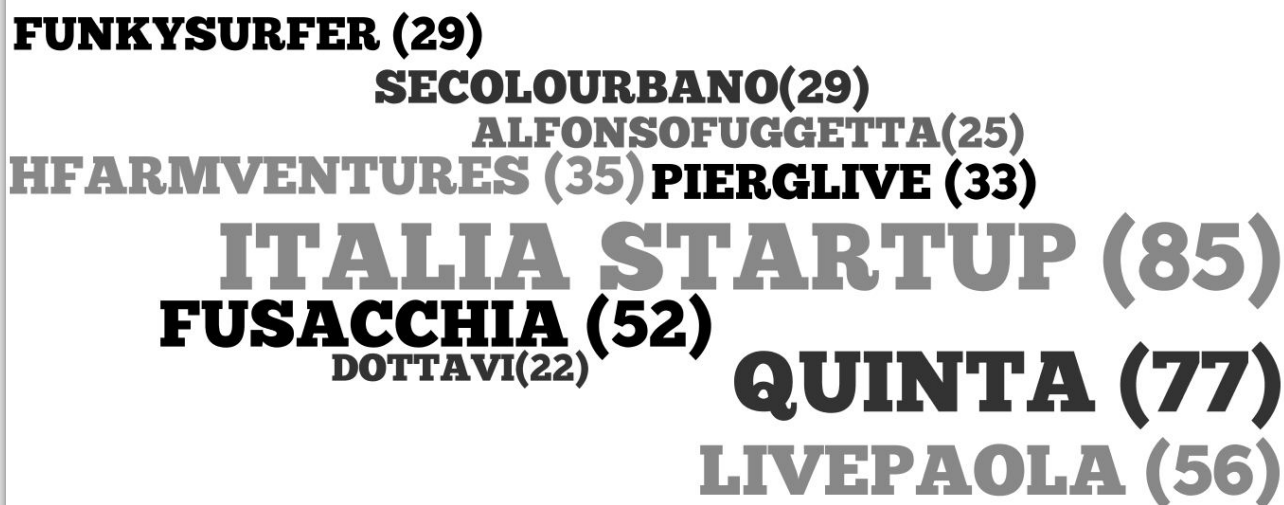 FUNKYSURFER (29)
SECOLOURBANO(29)
ALFONSOFUGGETTA(25)
HFARMVENTURES (35) PIERGLIVE (33)
ITALIA STARTUP (85)
FUSACCHIA (52)
DOTTAVI(22)
QUINTA (77)
LIVEPAOLA (56)